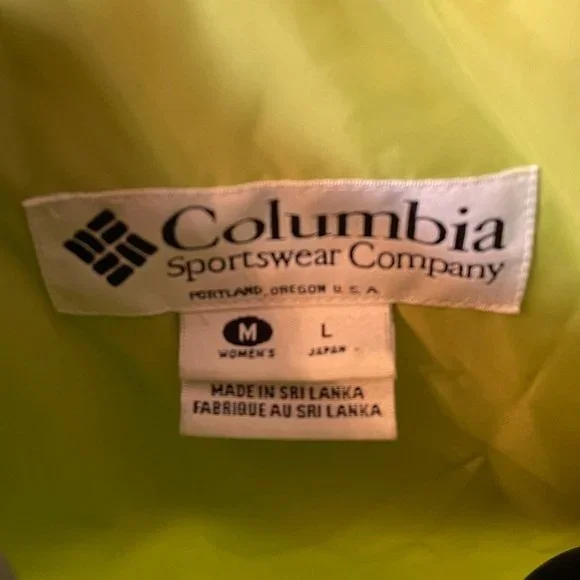 Columbia
Sportswear Company
PORTLAND, OREGON U.S.A.
M L
WOMEN'S JAPAN
MADE IN SRI LANKA
FABRIQUE AU SRI LANKA